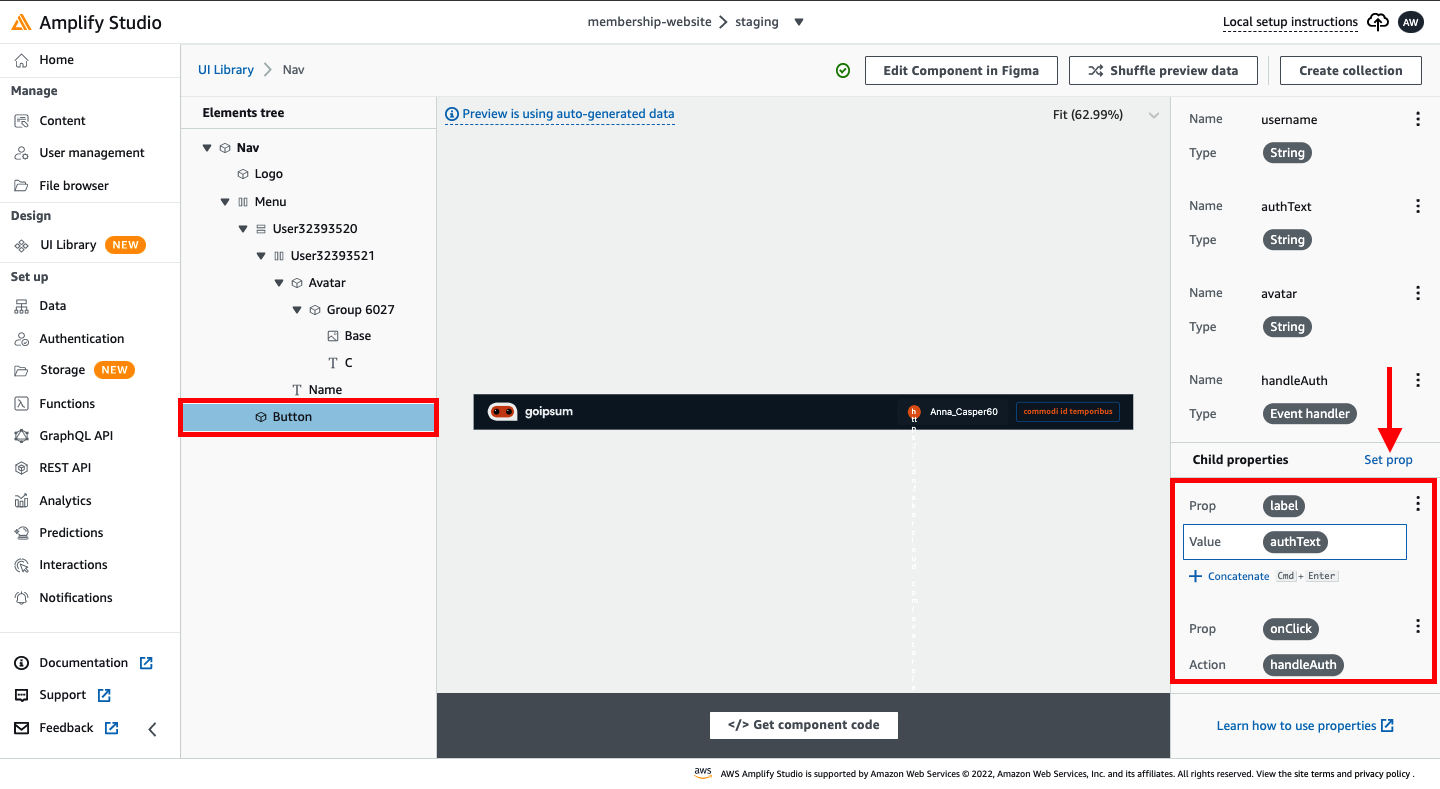 Amplify Studio
membership-website staging
Local setup instructions
AW
Home
Manage
Content
User management
File browser
Design
UI Library NEW
Set up
Data
Authentication
Storage NEW
Functions
GraphQL API
REST API
Analytics
Predictions
Interactions
Notifications
Documentation
Support
Feedback
UI Library Nav
Edit Component in Figma
Shuffle preview data
Create collection
Elements tree
Nav
Logo
Menu
User32393520
User32393521
Avatar
Group 6027
Base
C
Name
Button
Preview is using auto-generated data
Fit (62.99%)
goipsum
Anna_Casper60
commodi id temporibus
</> Get component code
Name username
Type String
Name authText
Type String
Name avatar
Type String
Name handleAuth
Type Event handler
Child properties Set prop
Prop label
Value authText
+ Concatenate Cmd + Enter
Prop onClick
Action handleAuth
Learn how to use properties
aws AWS Amplify Studio is supported by Amazon Web Services © 2022, Amazon Web Services, Inc. and its affiliates. All rights reserved. View the site terms and privacy policy .